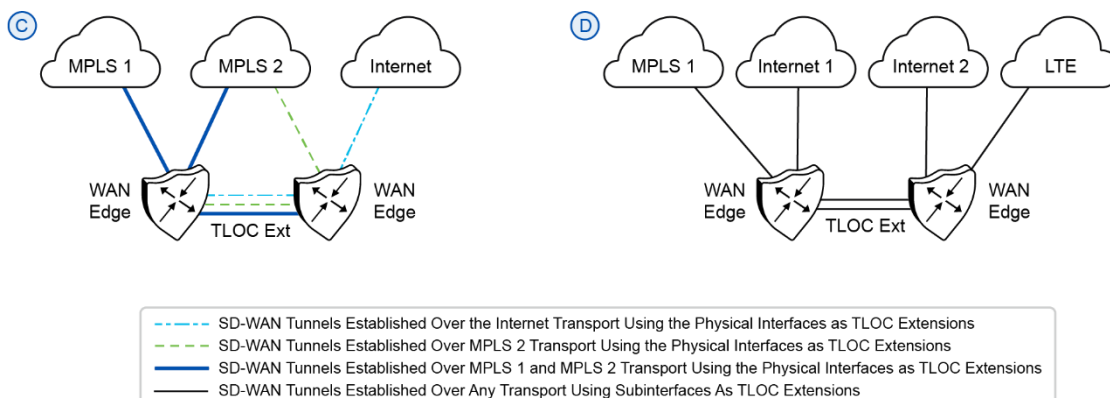 C
MPLS 1
MPLS 2
Internet
WAN
Edge
WAN
Edge
TLOC Ext
D
MPLS 1
Internet 1
Internet 2
LTE
WAN
Edge
WAN
Edge
TLOC Ext
SD-WAN Tunnels Established Over the Internet Transport Using the Physical Interfaces as TLOC Extensions
SD-WAN Tunnels Established Over MPLS 2 Transport Using the Physical Interfaces as TLOC Extensions
SD-WAN Tunnels Established Over MPLS 1 and MPLS 2 Transport Using the Physical Interfaces as TLOC Extensions
SD-WAN Tunnels Established Over Any Transport Using Subinterfaces As TLOC Extensions